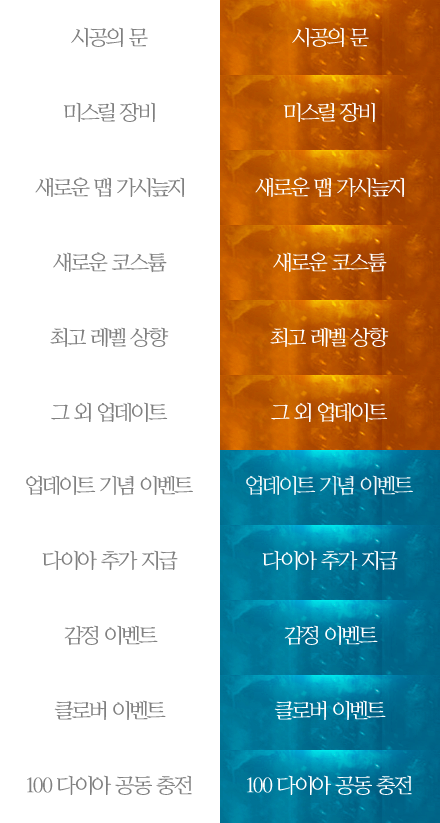 시공의 문 시공의 문
미스릴 장비 미스릴 장비
새로운 맵 가시늪지 새로운 맵 가시늪지
새로운 코스튬 새로운 코스튬
최고 레벨 상향 최고 레벨 상향
그 외 업데이트 그 외 업데이트
업데이트 기념 이벤트 업데이트 기념 이벤트
다이아 추가 지급 다이아 추가 지급
감정 이벤트 감정 이벤트
클로버 이벤트 클로버 이벤트
100 다이아 공동 충전 100 다이아 공동 충전